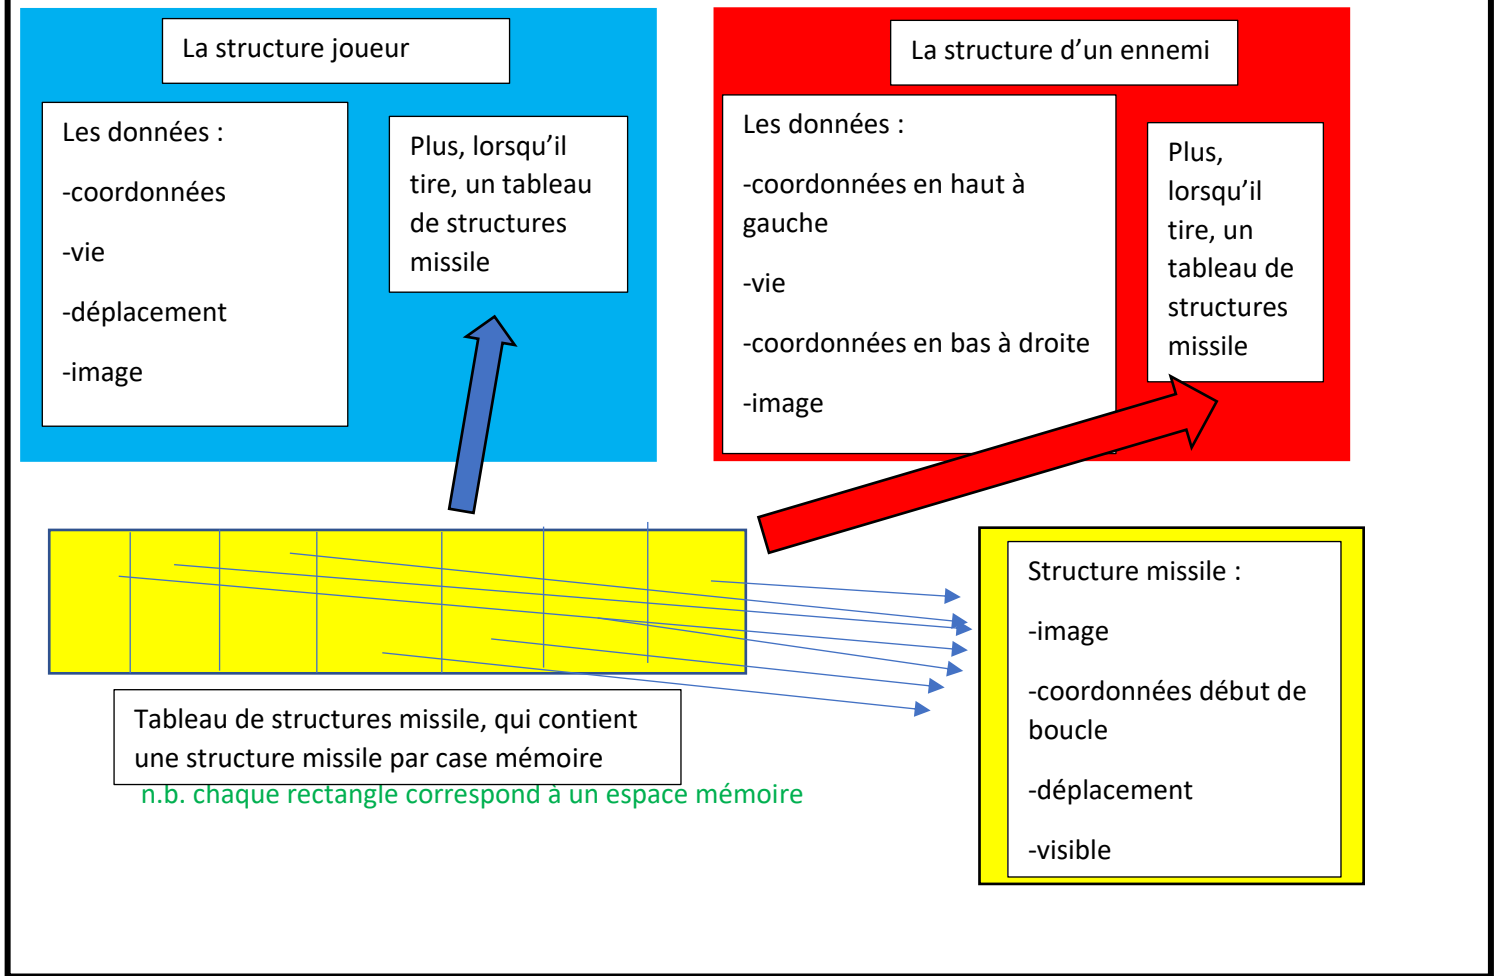 La structure joueur
Les données :
-coordonnées
-vie
-déplacement
-image
Plus, lorsqu’il
tire, un tableau
de structures
missile
La structure d’un ennemi
Les données :
-coordonnées en haut à
gauche
-vie
-coordonnées en bas à droite
-image
Plus,
lorsqu’il
tire, un
tableau de
structures
missile
Tableau de structures missile, qui contient
une structure missile par case mémoire
n.b. chaque rectangle correspond à un espace mémoire
Structure missile :
-image
-coordonnées début de
boucle
-déplacement
-visible